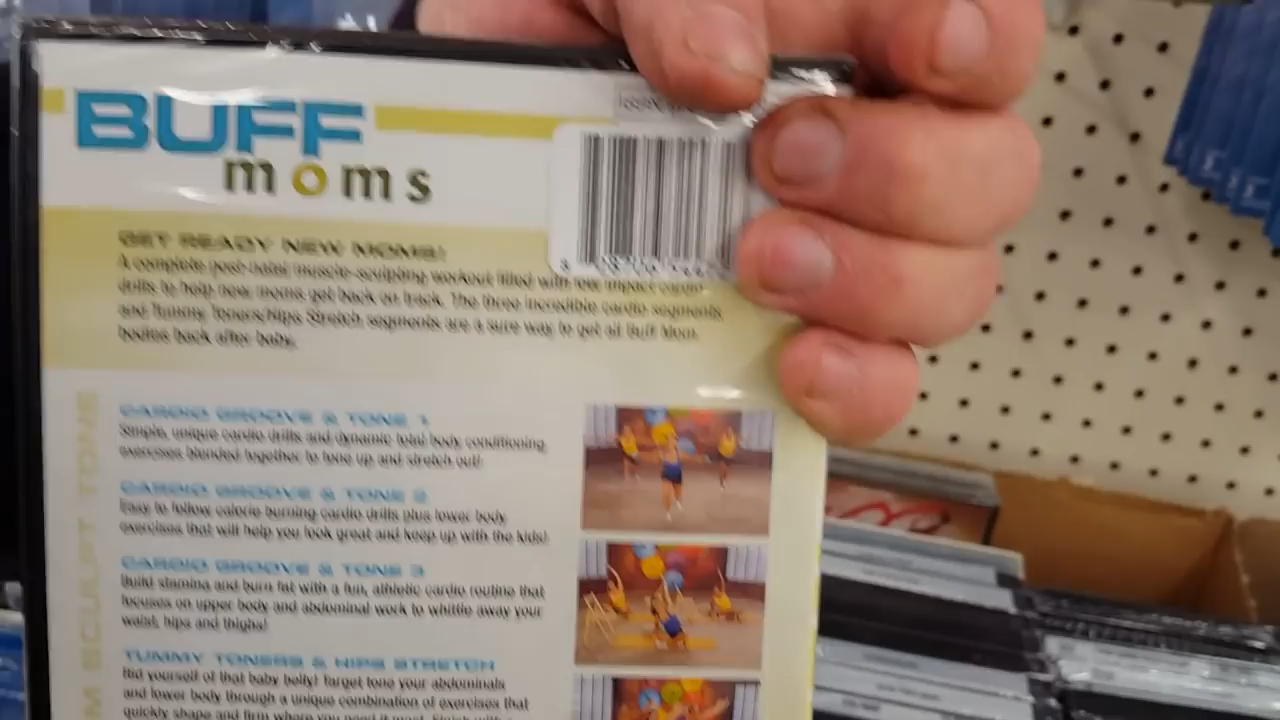 BUFF
moms
GET READY NEW MOMS!
A complete post-natal muscle-sculpting workout filled with low impact cardio
drills to help new moms get back on track. The three incredible cardio segments
and Tummy Toners/Hips Stretch segments are a sure way to get all Buff Mom
bodies back after baby.
CARDIO GROOVE & TONE 1
Simple, unique cardio drills and dynamic total body conditioning
exercises blended together to tone up and stretch out!
CARDIO GROOVE & TONE 2
Easy to follow calorie burning cardio drills plus lower body
exercises that will help you look great and keep up with the kids!
CARDIO GROOVE & TONE 3
Build stamina and burn fat with a fun, athletic cardio routine that
focuses on upper body and abdominal work to whittle away your
waist, hips and thighs!
TUMMY TONERS & HIPS STRETCH
Rid yourself of that baby belly! Target tone your abdominals
and lower body through a unique combination of exercises that
quickly shape and firm where you need it most.
M SCULPT TONE